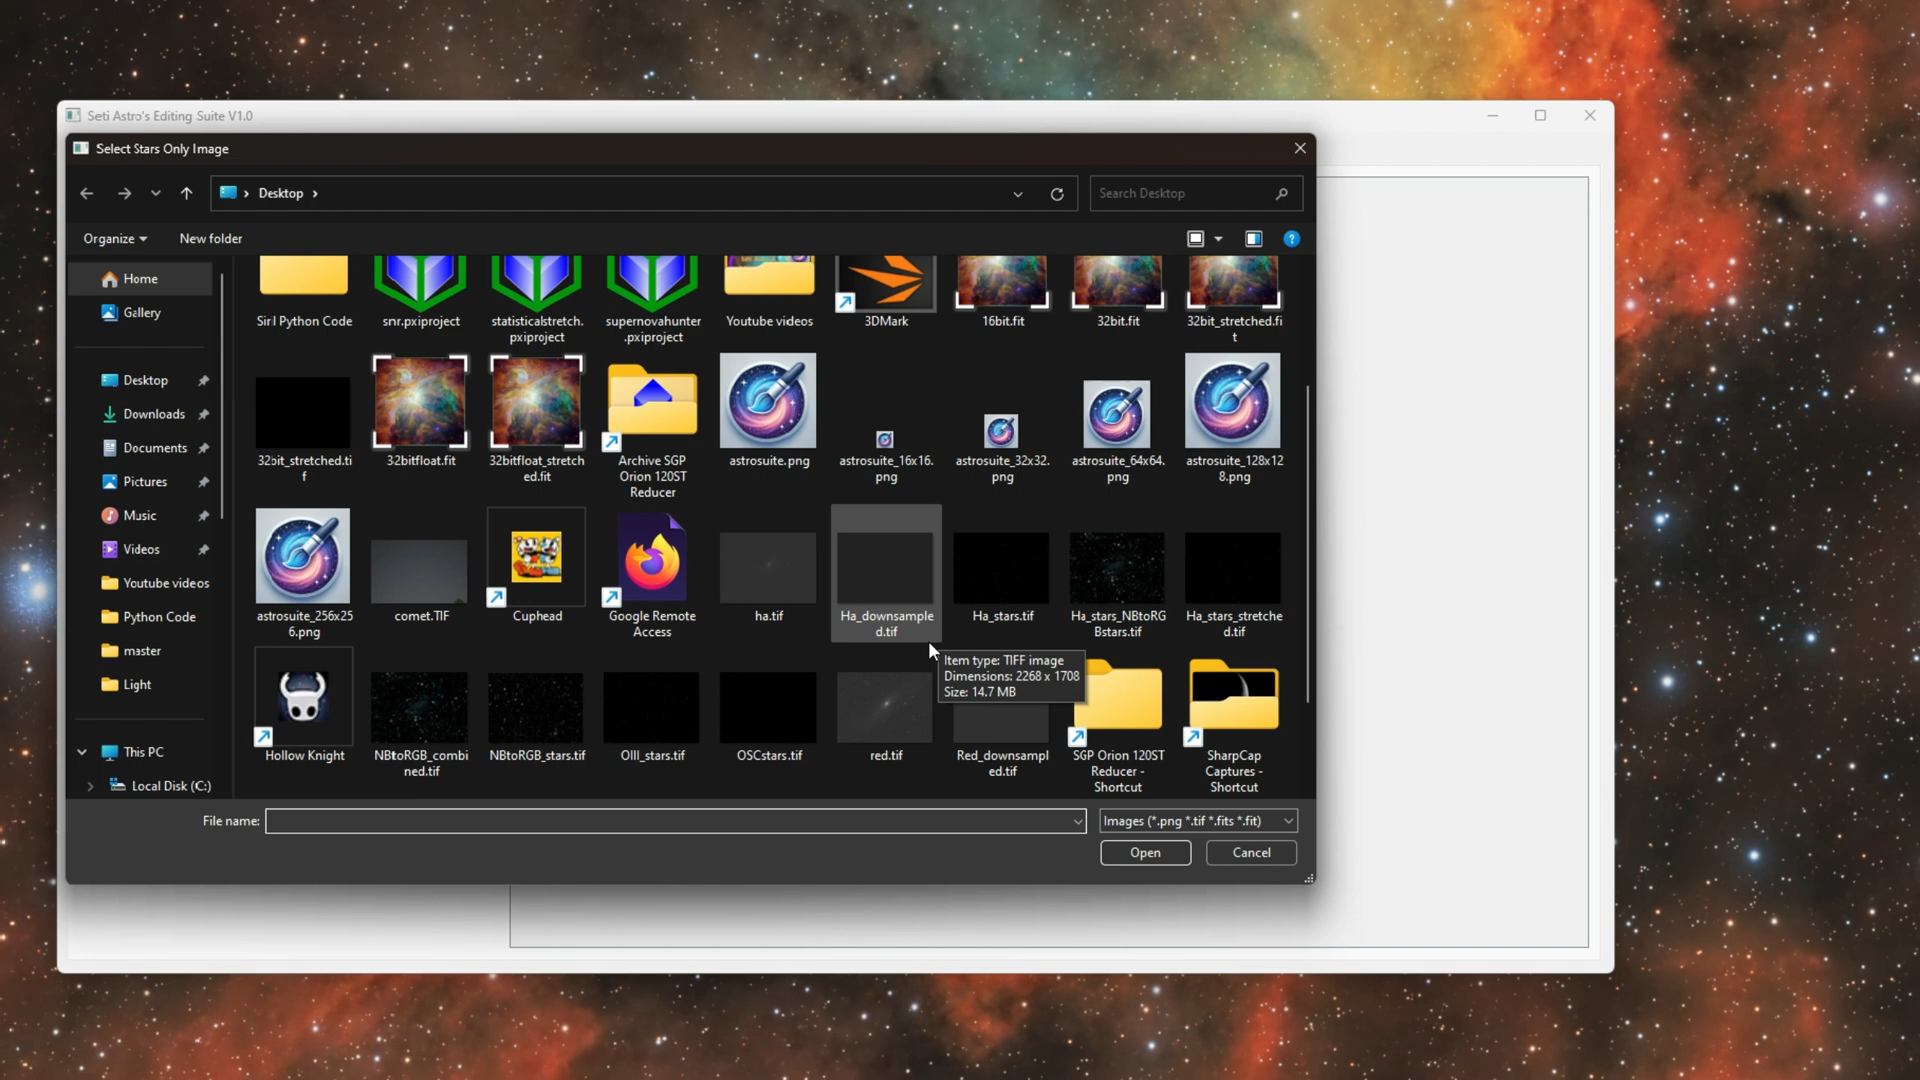 Seti Astro's Editing Suite V1.0
Select Stars Only Image
Desktop
Search Desktop
Organize
New folder
Home
Gallery
Desktop
Downloads
Documents
Pictures
Music
Videos
Youtube videos
Python Code
master
Light
This PC
Local Disk (C:)
Siril Python Code
snr.pxiproject
statisticalstretch.
pxiproject
supernovahunter
.pxiproject
Youtube videos
3DMark
16bit.fit
32bit.fit
32bit_stretched.fi
t
32bit_stretched.ti
f
32bitfloat.fit
32bitfloat_stretch
ed.fit
Archive SGP
Orion 120ST
Reducer
astrosuite.png
astrosuite_16x16.
png
astrosuite_32x32.
png
astrosuite_64x64.
png
astrosuite_128x12
8.png
astrosuite_256x25
6.png
comet.TIF
Cuphead
Google Remote
Access
ha.tif
Ha_downsample
d.tif
Ha_stars.tif
Ha_stars_NBtoRG
Bstars.tif
Ha_stars_stretche
d.tif
Item type: TIFF image
Dimensions: 2268 x 1708
Size: 14.7 MB
Hollow Knight
NBtoRGB_combi
ned.tif
NBtoRGB_stars.tif
OIII_stars.tif
OSCstars.tif
red.tif
Red_downsampl
ed.tif
SGP Orion 120ST
Reducer -
Shortcut
SharpCap
Captures -
Shortcut
File name:
Images (*.png *.tif *.fits *.fit)
Open
Cancel